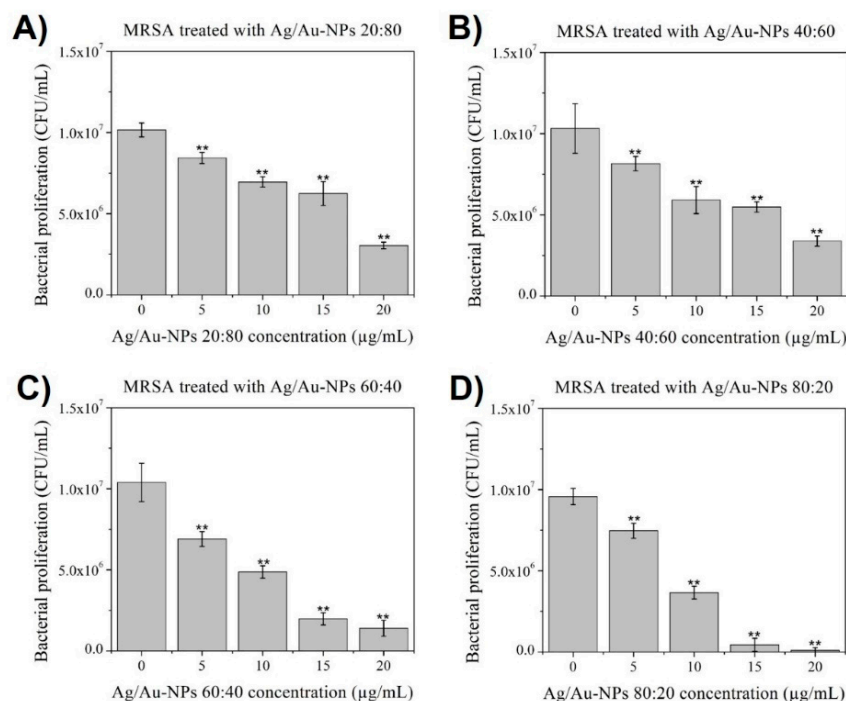 A)
MRSA treated with Ag/Au-NPs 20:80
Bacterial proliferation (CFU/mL)
1.5x10⁷
1.0x10⁷
5.0x10⁶
0.0
**
**
**
**
0 5 10 15 20
Ag/Au-NPs 20:80 concentration (µg/mL)
B)
MRSA treated with Ag/Au-NPs 40:60
Bacterial proliferation (CFU/mL)
1.5x10⁷
1.0x10⁷
5.0x10⁶
0.0
**
**
**
**
0 5 10 15 20
Ag/Au-NPs 40:60 concentration (µg/mL)
C)
MRSA treated with Ag/Au-NPs 60:40
Bacterial proliferation (CFU/mL)
1.5x10⁷
1.0x10⁷
5.0x10⁶
0.0
**
**
**
**
0 5 10 15 20
Ag/Au-NPs 60:40 concentration (µg/mL)
D)
MRSA treated with Ag/Au-NPs 80:20
Bacterial proliferation (CFU/mL)
1.5x10⁷
1.0x10⁷
5.0x10⁶
0.0
**
**
**
**
0 5 10 15 20
Ag/Au-NPs 80:20 concentration (µg/mL)